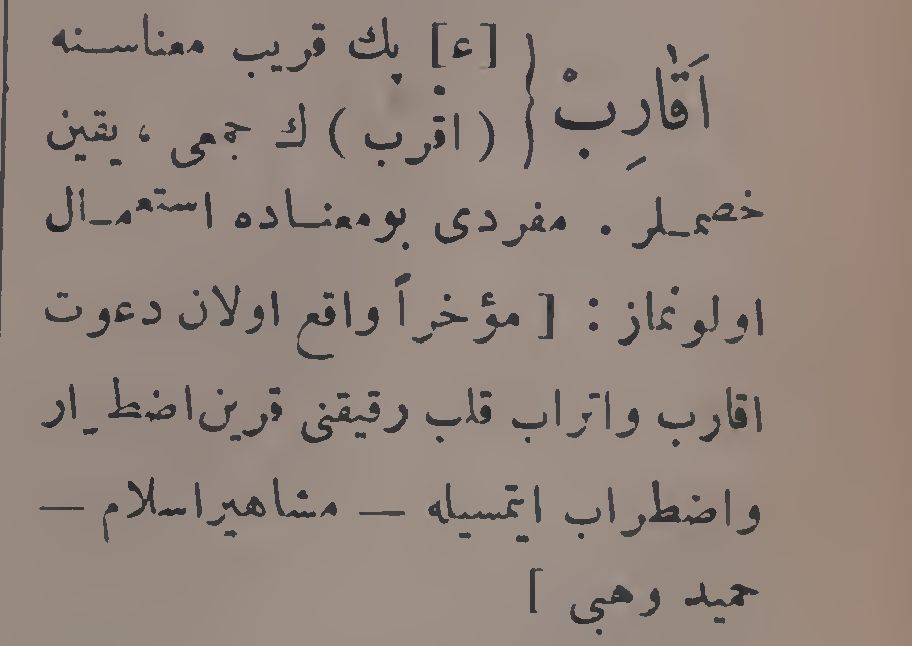 اَقَارِبْ { [ع] پك قريب معناسنه
( اقرب ) ك جمعى ، يقين
خصملر . مفردى بومعناده استعمال
اولونماز : [ مؤخراً واقع اولان دعوت
اقارب واتراب قلب رقيقنى قرين اضطرار
واضطراب ايتمسيله — مشاهير اسلام —
حميد وهبى ]